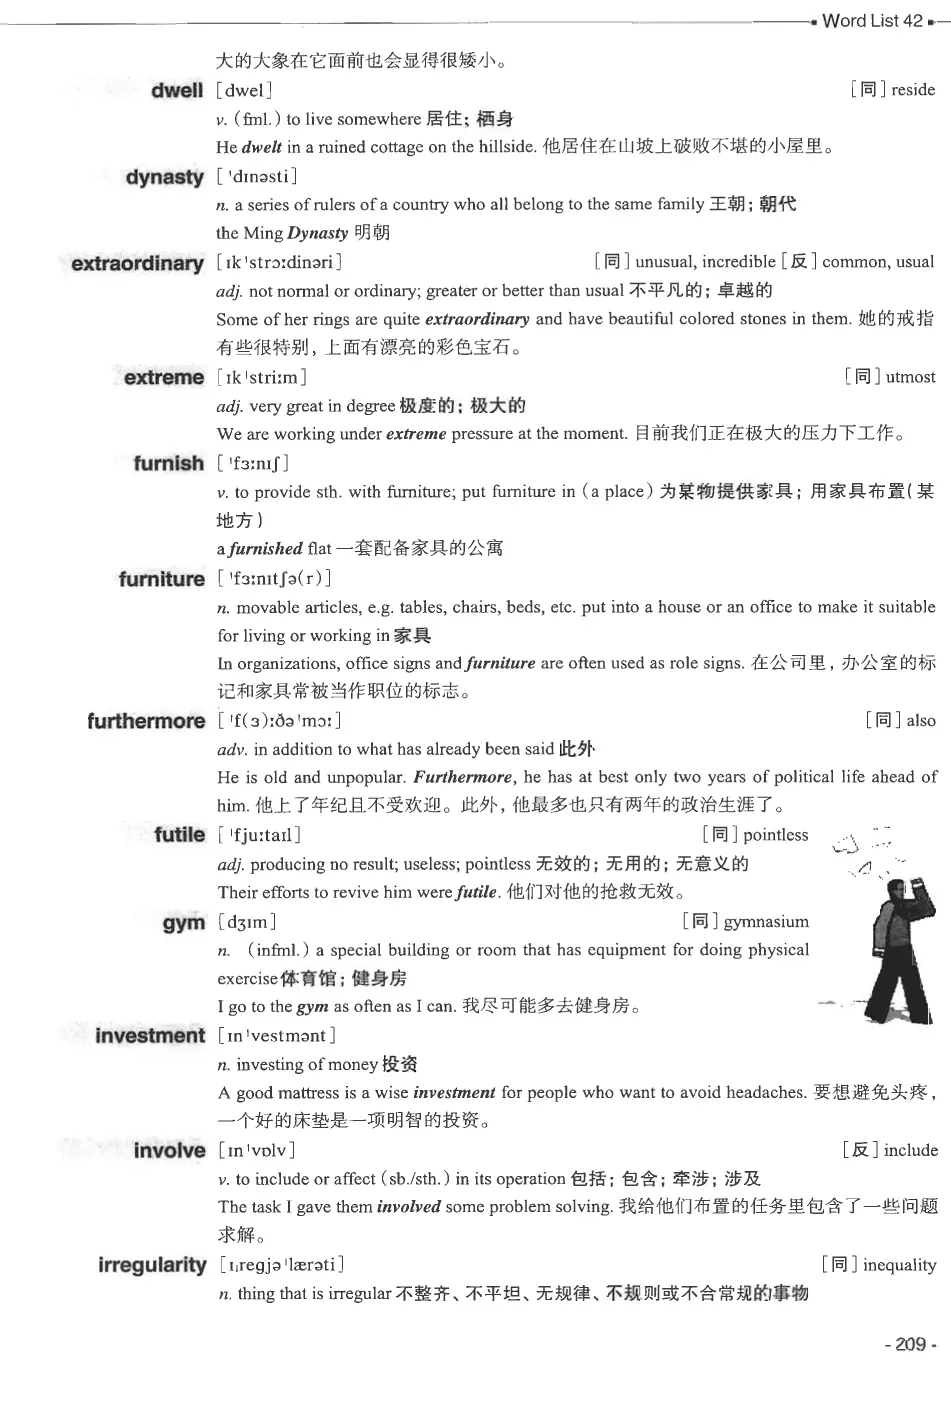 ▪ Word List 42 ▪
大的大象在它面前也会显得很矮小。
dwell [dwel] [同] reside
v. (fml.) to live somewhere 居住; 栖身
He dwelt in a ruined cottage on the hillside. 他居住在山坡上破败不堪的小屋里。
dynasty [ˈdɪnəsti]
n. a series of rulers of a country who all belong to the same family 王朝; 朝代
the Ming Dynasty 明朝
extraordinary [ɪkˈstrɔːdinəri] [同] unusual, incredible [反] common, usual
adj. not normal or ordinary; greater or better than usual 不平凡的; 卓越的
Some of her rings are quite extraordinary and have beautiful colored stones in them. 她的戒指
有些很特别, 上面有漂亮的彩色宝石。
extreme [ɪkˈstriːm] [同] utmost
adj. very great in degree 极度的; 极大的
We are working under extreme pressure at the moment. 目前我们正在极大的压力下工作。
furnish [ˈfɜːnɪʃ]
v. to provide sth. with furniture; put furniture in (a place) 为某物提供家具; 用家具布置(某
地方)
a furnished flat 一套配备家具的公寓
furniture [ˈfɜːnɪtʃə(r)]
n. movable articles, e.g. tables, chairs, beds, etc. put into a house or an office to make it suitable
for living or working in 家具
In organizations, office signs and furniture are often used as role signs. 在公司里, 办公室的标
记和家具常被当作职位的标志。
furthermore [ˈf(ɜ)ːðəˈmɔː] [同] also
adv. in addition to what has already been said 此外
He is old and unpopular. Furthermore, he has at best only two years of political life ahead of
him. 他上了年纪且不受欢迎。此外, 他最多也只有两年的政治生涯了。
futile [ˈfjuːtaɪl] [同] pointless
adj. producing no result; useless; pointless 无效的; 无用的; 无意义的
Their efforts to revive him were futile. 他们对他的抢救无效。
gym [dʒɪm] [同] gymnasium
n. (infml.) a special building or room that has equipment for doing physical
exercise 体育馆; 健身房
I go to the gym as often as I can. 我尽可能多去健身房。
investment [ɪnˈvestmənt]
n. investing of money 投资
A good mattress is a wise investment for people who want to avoid headaches. 要想避免头疼,
一个好的床垫是一项明智的投资。
involve [ɪnˈvɒlv] [反] include
v. to include or affect (sb./sth.) in its operation 包括; 包含; 牵涉; 涉及
The task I gave them involved some problem solving. 我给他们布置的任务里包含了一些问题
求解。
irregularity [ɪˌregjəˈlærəti] [同] inequality
n. thing that is irregular 不整齐、不平坦、无规律、不规则或不合常规的事物
- 209 -